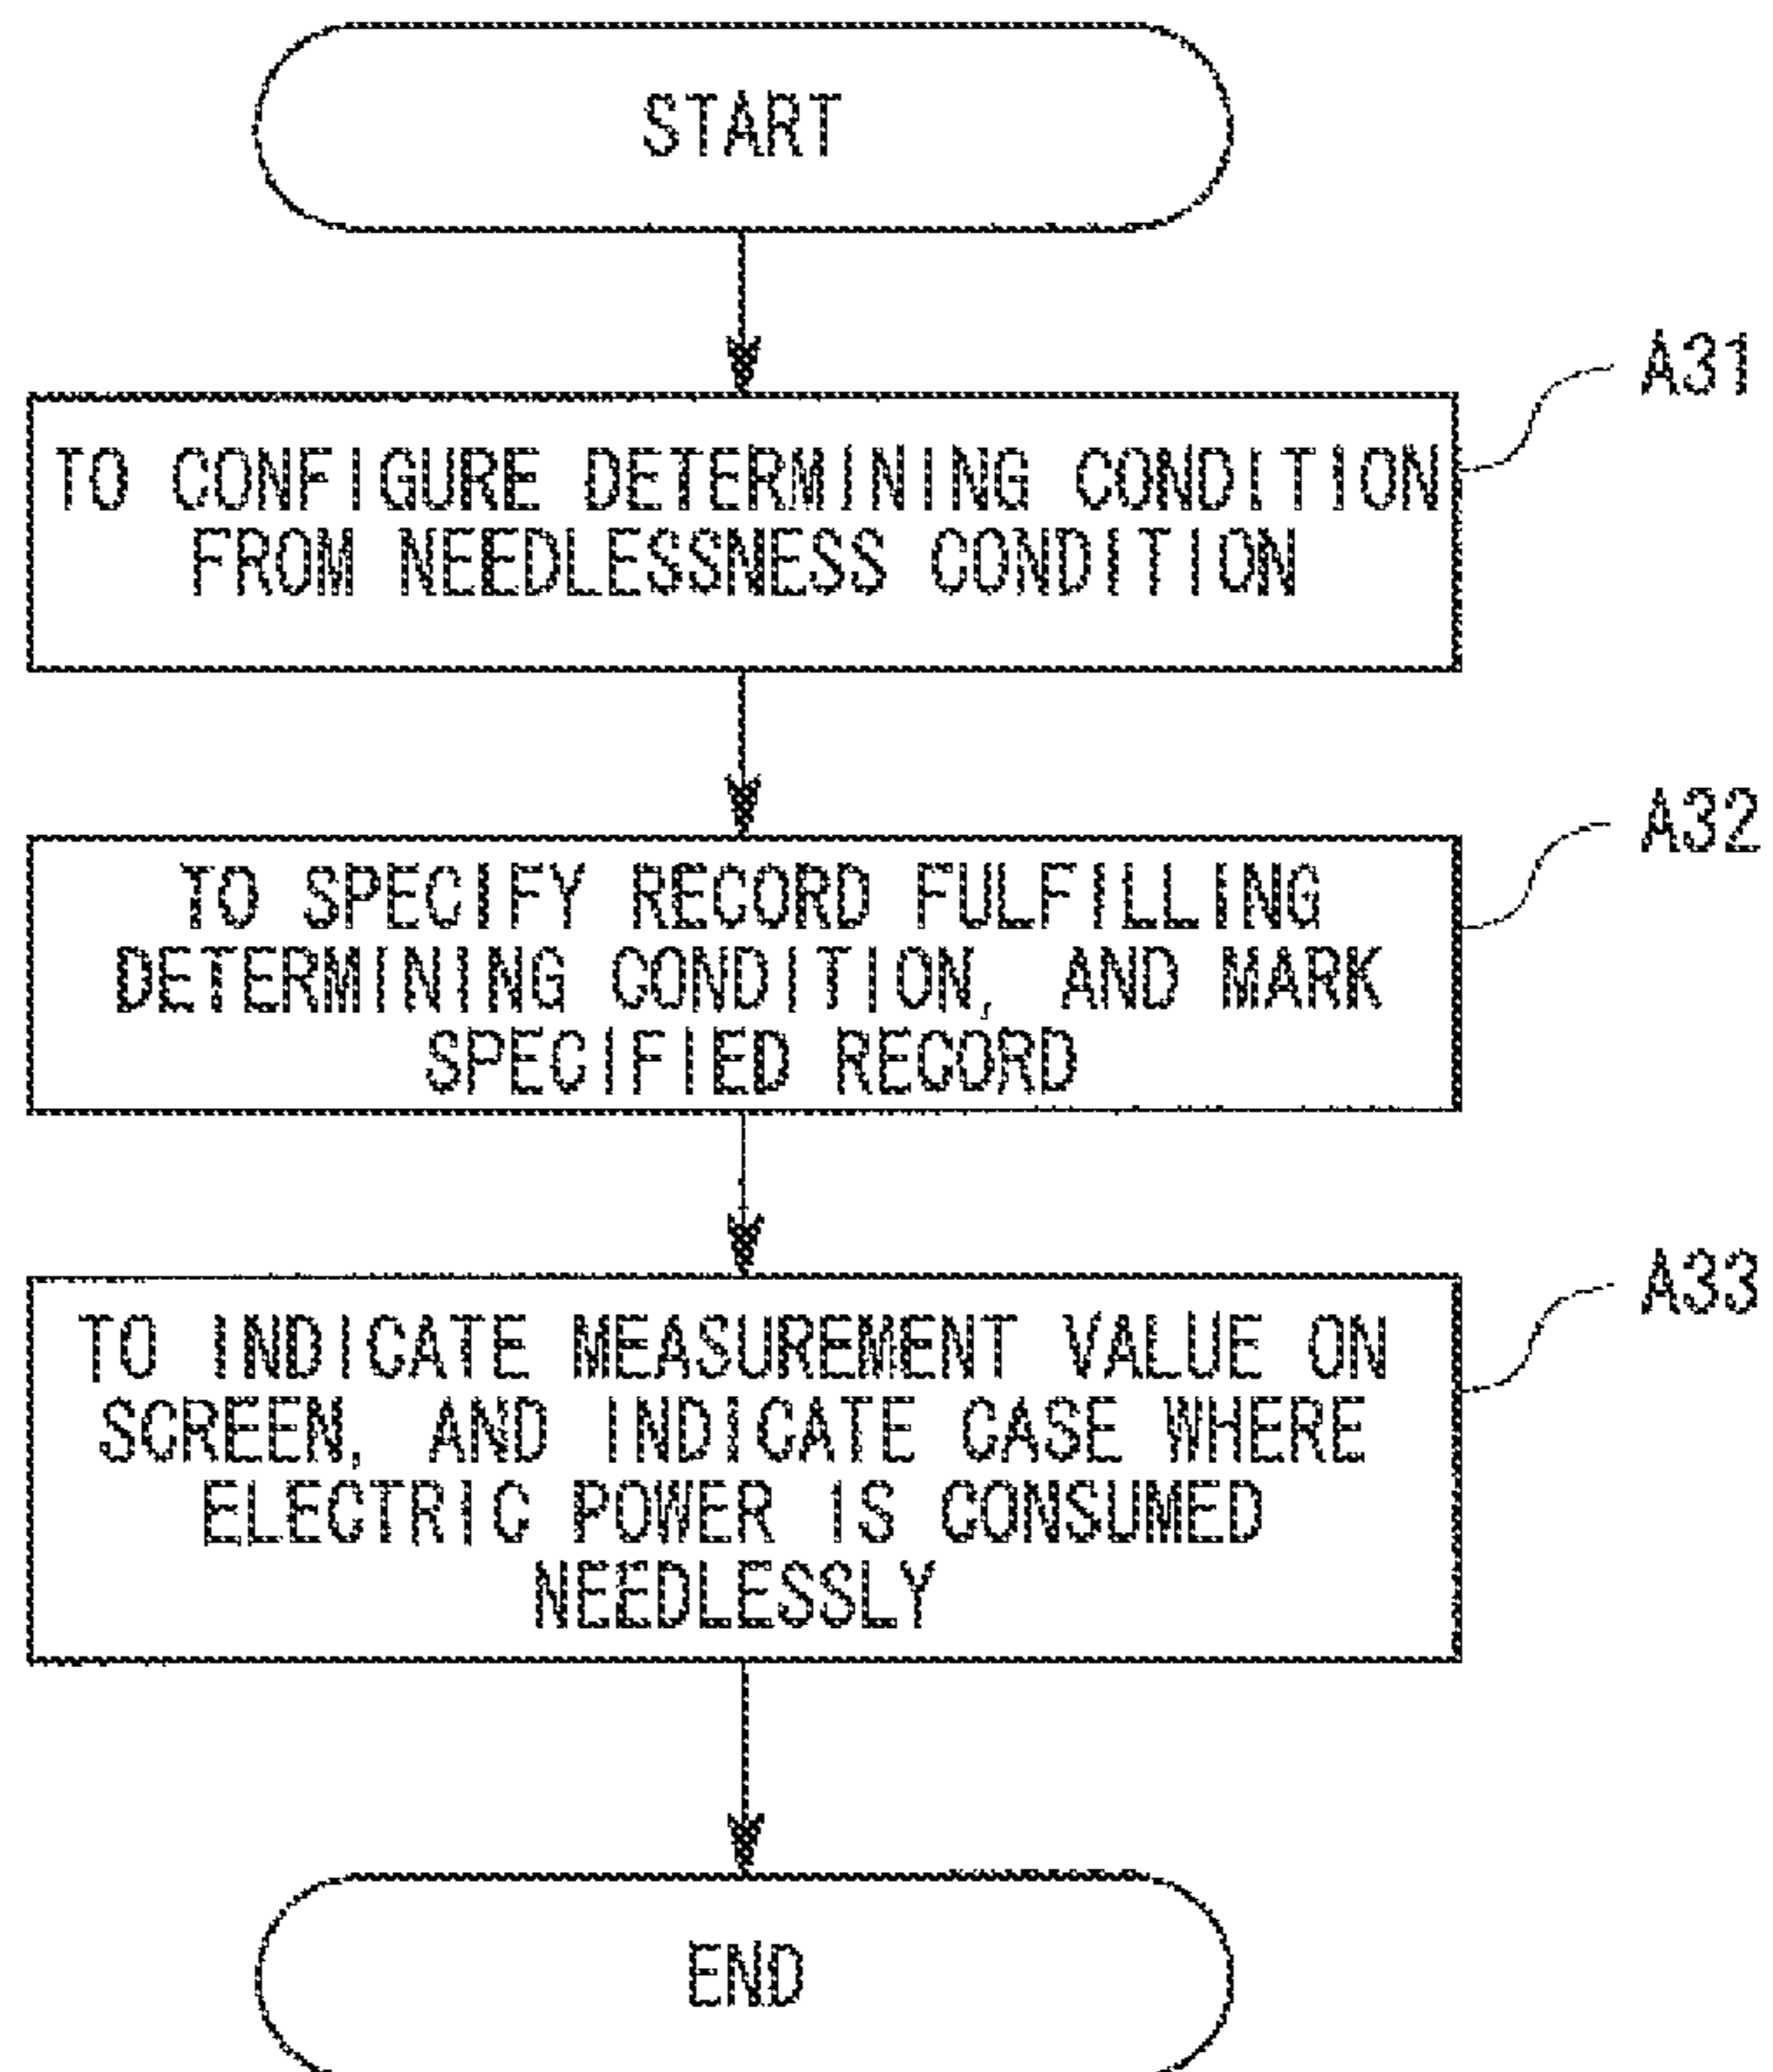 START
A31
TO CONFIGURE DETERMINING CONDITION
FROM NEEDLESSNESS CONDITION
A32
TO SPECIFY RECORD FULFILLING
DETERMINING CONDITION, AND MARK
SPECIFIED RECORD
A33
TO INDICATE MEASUREMENT VALUE ON
SCREEN, AND INDICATE CASE WHERE
ELECTRIC POWER IS CONSUMED
NEEDLESSLY
END